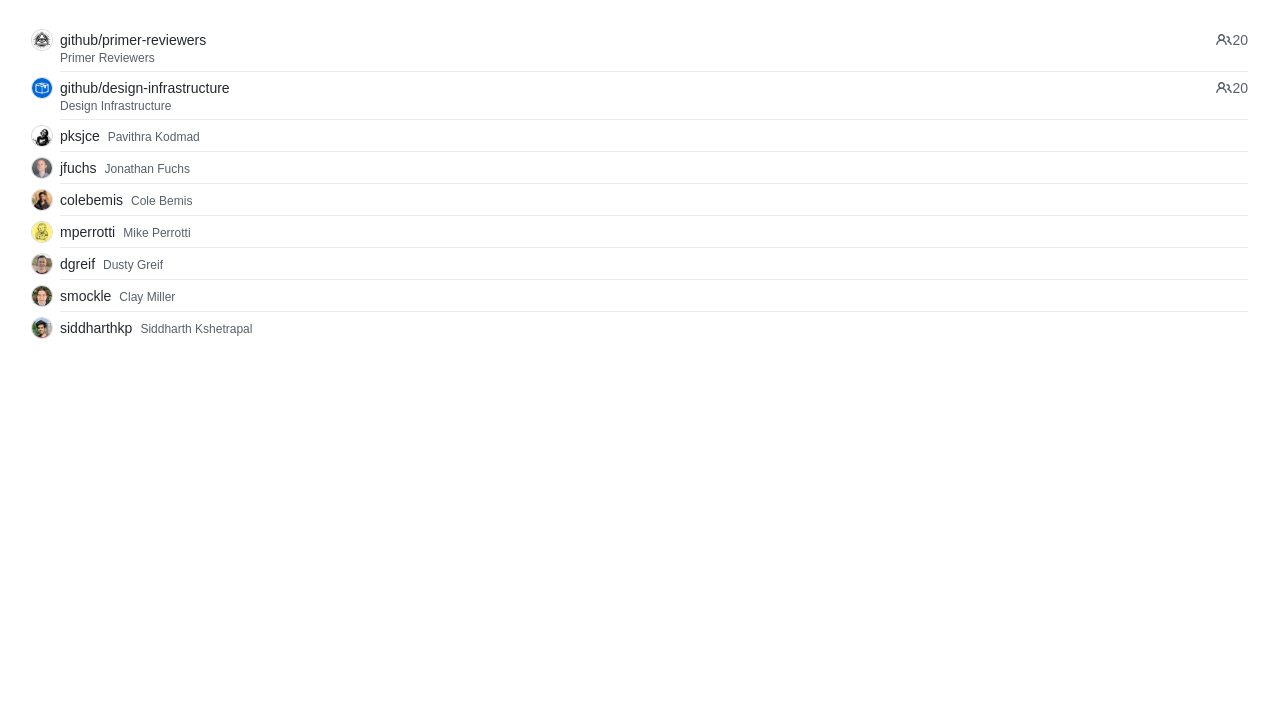 github/primer-reviewers 20
Primer Reviewers
github/design-infrastructure 20
Design Infrastructure
pksjce Pavithra Kodmad
jfuchs Jonathan Fuchs
colebemis Cole Bemis
mperrotti Mike Perrotti
dgreif Dusty Greif
smockle Clay Miller
siddharthkp Siddharth Kshetrapal